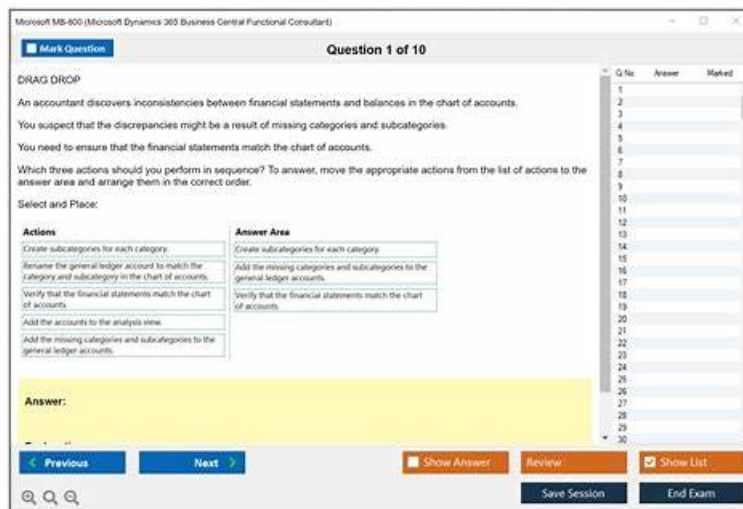 Microsoft MB-800 (Microsoft Dynamics 365 Business Central Functional Consultant)
Mark Question
Question 1 of 10
DRAG DROP
An accountant discovers inconsistencies between financial statements and balances in the chart of accounts.
You suspect that the discrepancies might be a result of missing categories and subcategories.
You need to ensure that the financial statements match the chart of accounts.
Which three actions should you perform in sequence? To answer, move the appropriate actions from the list of actions to the
answer area and arrange them in the correct order.
Select and Place:
Actions
Create subcategories for each category.
Rename the general ledger account to match the
category and subcategory in the chart of accounts.
Verify that the financial statements match the chart
of accounts.
Add the accounts to the analysis view.
Add the missing categories and subcategories to the
general ledger accounts.
Answer Area
Create subcategories for each category.
Add the missing categories and subcategories to the
general ledger accounts.
Verify that the financial statements match the chart
of accounts.
Answer:
Q.No. Answer Marked
1
2
3
4
5
6
7
8
9
10
11
12
13
14
15
16
17
18
19
20
21
22
23
24
25
26
27
28
29
30
Previous
Next
Show Answer
Review
Show List
Save Session
End Exam